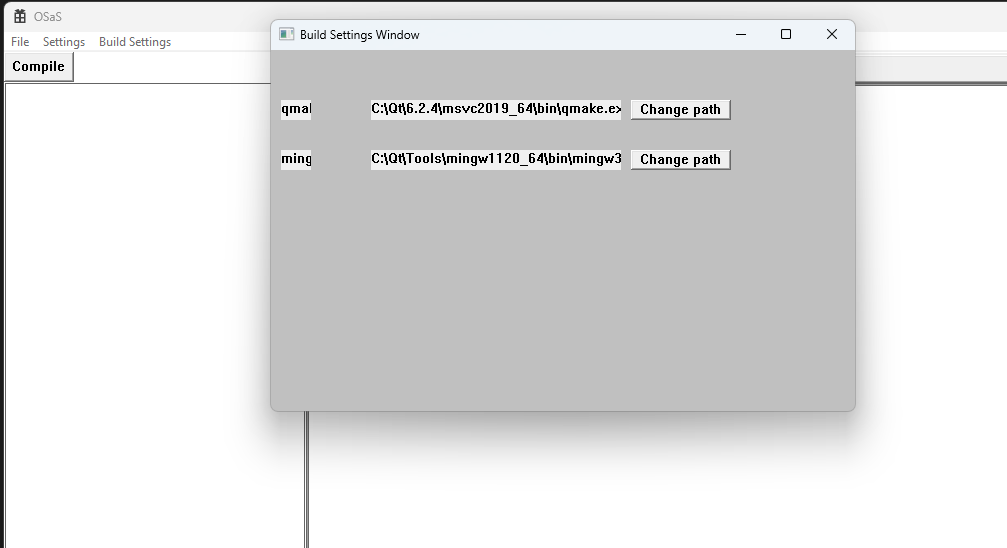 OSaS
File Settings Build Settings
Compile
Build Settings Window
qmak
C:\Qt\6.2.4\msvc2019_64\bin\qmake.ex
Change path
ming
C:\Qt\Tools\mingw1120_64\bin\mingw3
Change path